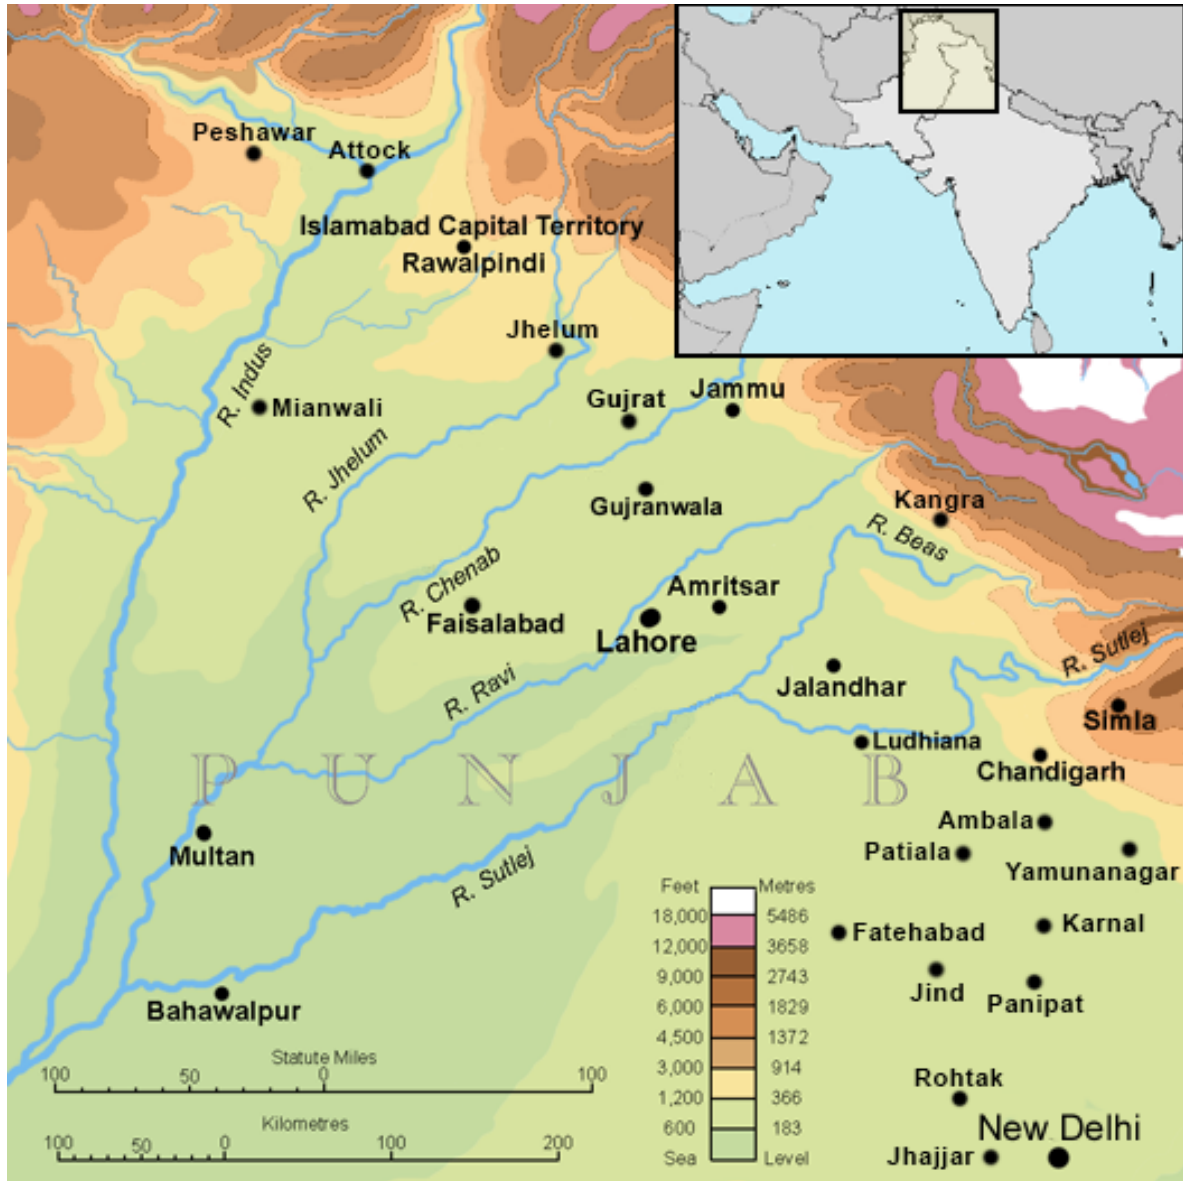 Peshawar
Attock
Islamabad Capital Territory
Rawalpindi
Jhelum
R. Indus
Mianwali
Gujrat
Jammu
R. Jhelum
Gujranwala
Kangra
R. Beas
R. Chenab
Faisalabad
Amritsar
Lahore
R. Sutlej
R. Ravi
Jalandhar
Simla
Ludhiana
Chandigarh
PUNJAB
Ambala
Multan
Patiala
Yamunanagar
R. Sutlej
Fatehabad
Karnal
Jind
Panipat
Bahawalpur
Rohtak
New Delhi
Jhajjar
Feet Metres
18,000 5486
12,000 3658
9,000 2743
6,000 1829
4,500 1372
3,000 914
1,200 366
600 183
Sea Level
Statute Miles
100 50 0 100
Kilometres
100 50 0 100 200